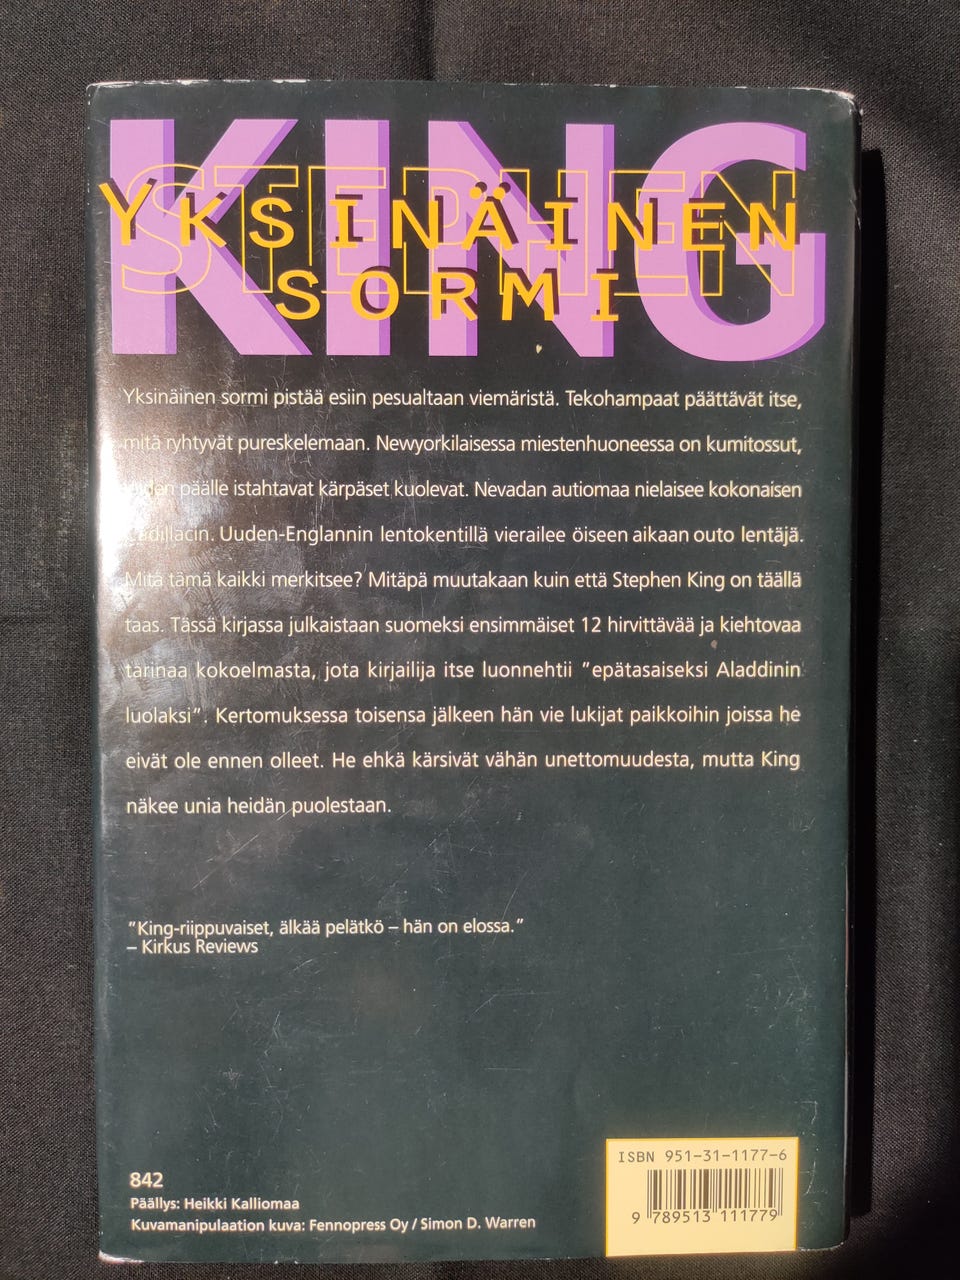 STEPHEN KING
YKSINÄINEN
SORMI
Yksinäinen sormi pistää esiin pesualtaan viemäristä. Tekohampaat päättävät itse,
mitä ryhtyvät pureskelemaan. Newyorkilaisessa miestenhuoneessa on kumitossut,
päälle istahtavat kärpäset kuolevat. Nevadan autiomaa nielaisee kokonaisen
Cadillacin. Uuden-Englannin lentokentillä vierailee öiseen aikaan outo lentäjä.
Mitä tämä kaikki merkitsee? Mitäpä muutakaan kuin että Stephen King on täällä
taas. Tässä kirjassa julkaistaan suomeksi ensimmäiset 12 hirvittävää ja kiehtovaa
tarinaa kokoelmasta, jota kirjailija itse luonnehtii ”epätasaiseksi Aladdinin
luolaksi”. Kertomuksessa toisensa jälkeen hän vie lukijat paikkoihin joissa he
eivät ole ennen olleet. He ehkä kärsivät vähän unettomuudesta, mutta King
näkee unia heidän puolestaan.
”King-riippuvaiset, älkää pelätkö – hän on elossa.”
– Kirkus Reviews
842
Päällys: Heikki Kalliomaa
Kuvamanipulaation kuva: Fennopress Oy / Simon D. Warren
ISBN 951-31-1177-6
9 789513 111779